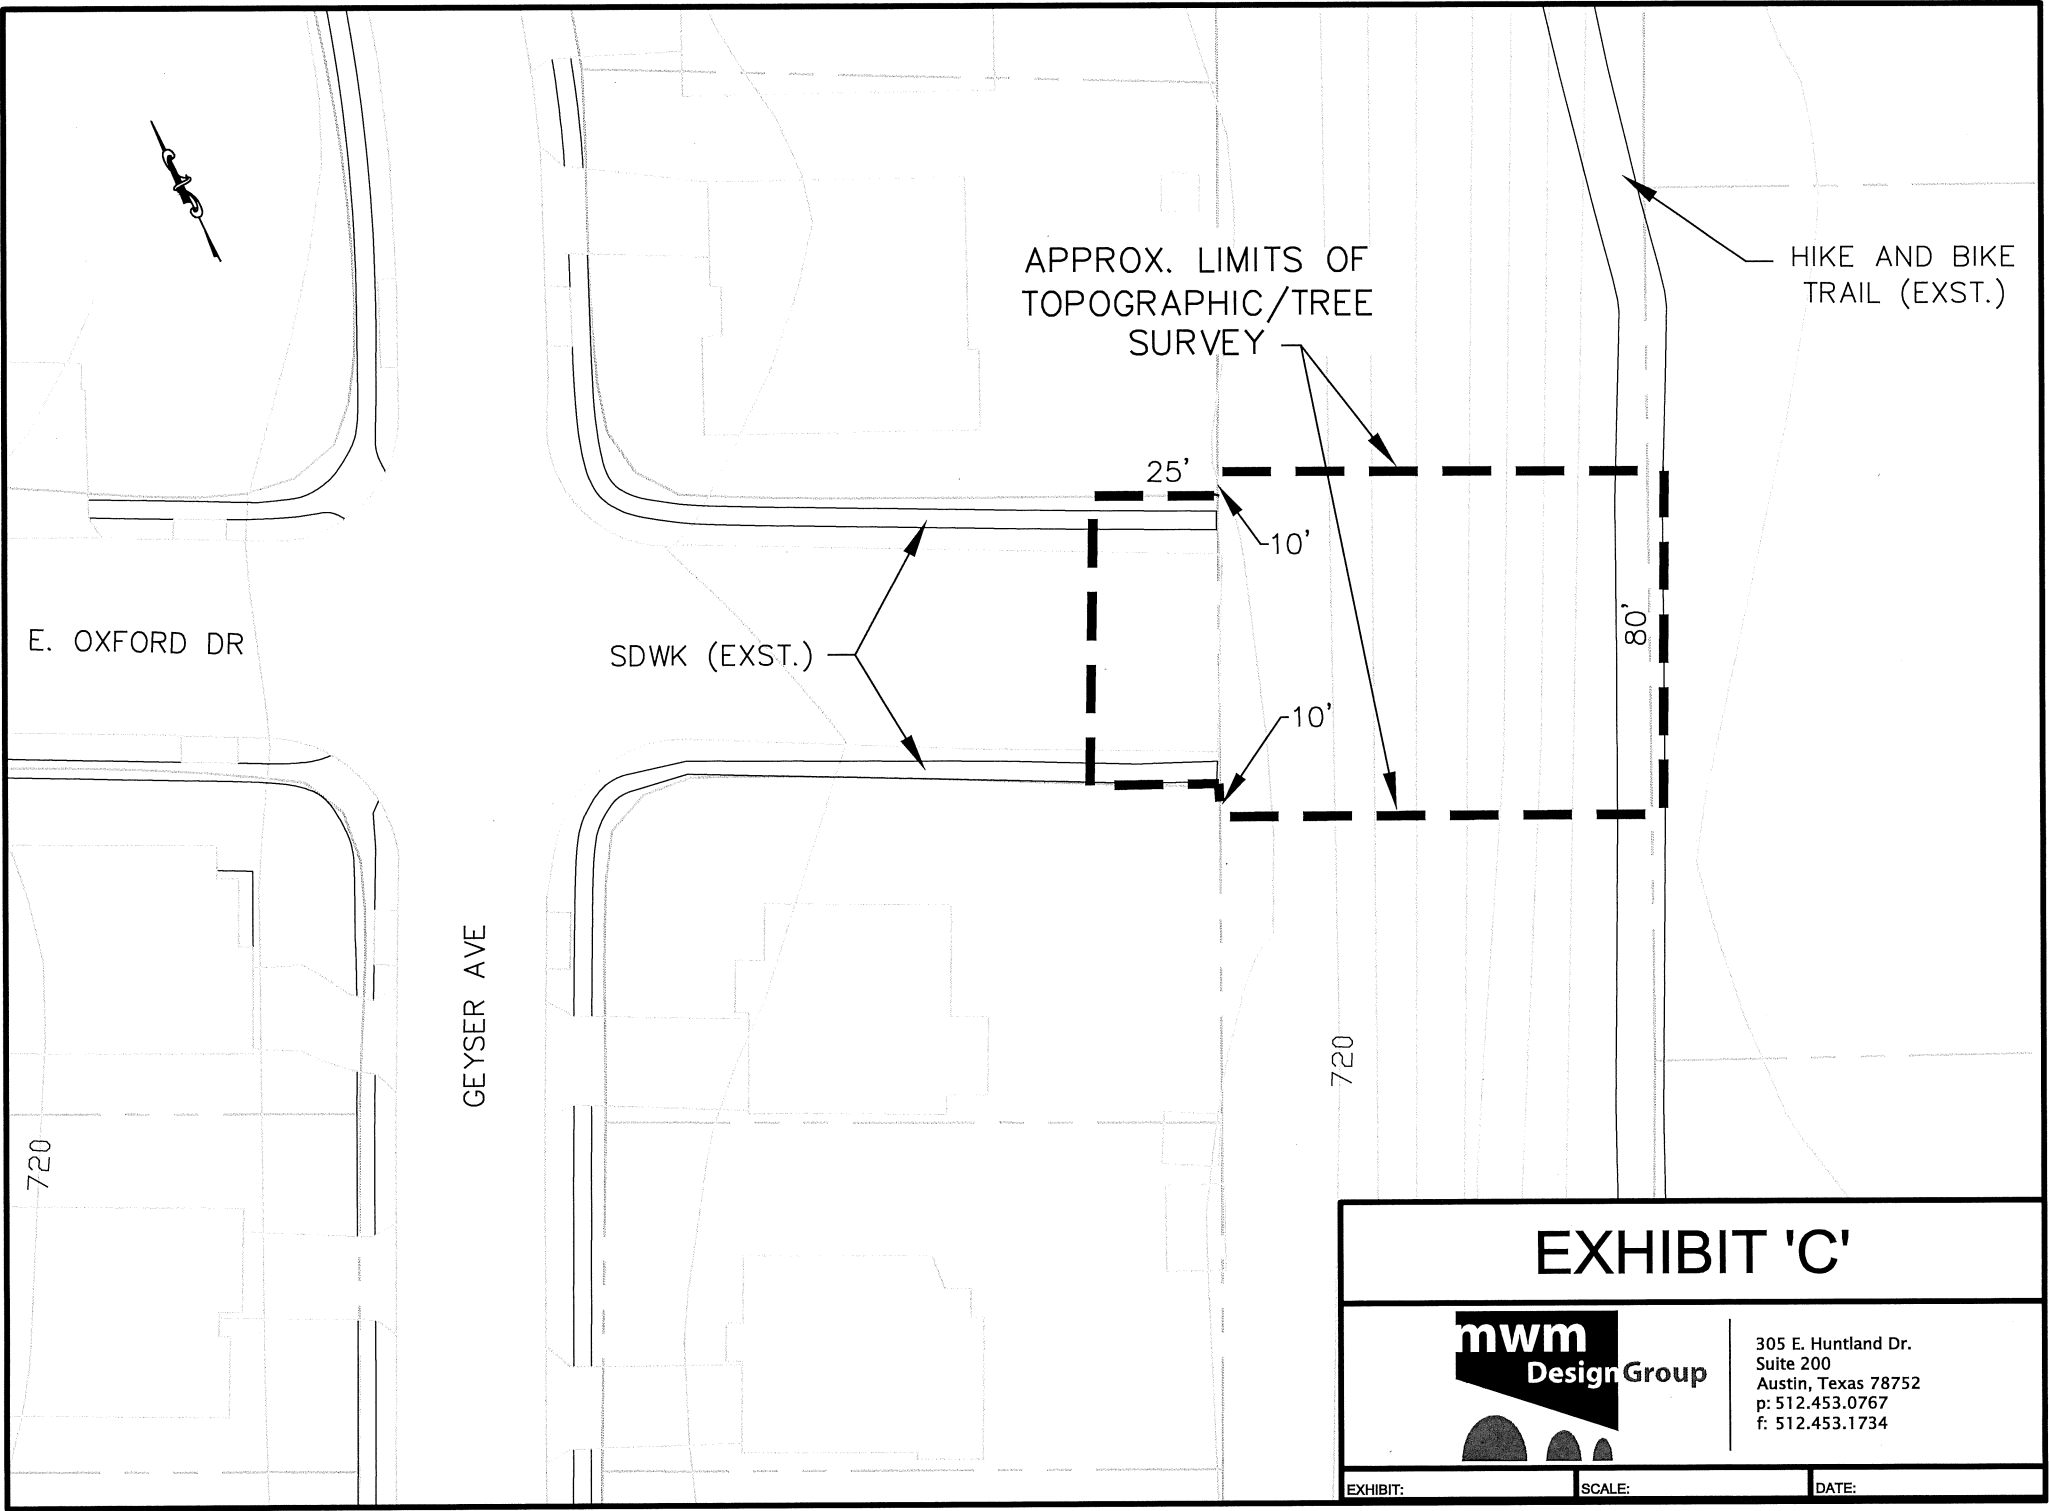 APPROX. LIMITS OF
TOPOGRAPHIC/TREE
SURVEY
HIKE AND BIKE
TRAIL (EXST.)
25'
10'
E. OXFORD DR
SDWK (EXST.)
80'
10'
GEYSER AVE
720
720
EXHIBIT 'C'
mwm
DesignGroup
305 E. Huntland Dr.
Suite 200
Austin, Texas 78752
p: 512.453.0767
f: 512.453.1734
EXHIBIT:
SCALE:
DATE: